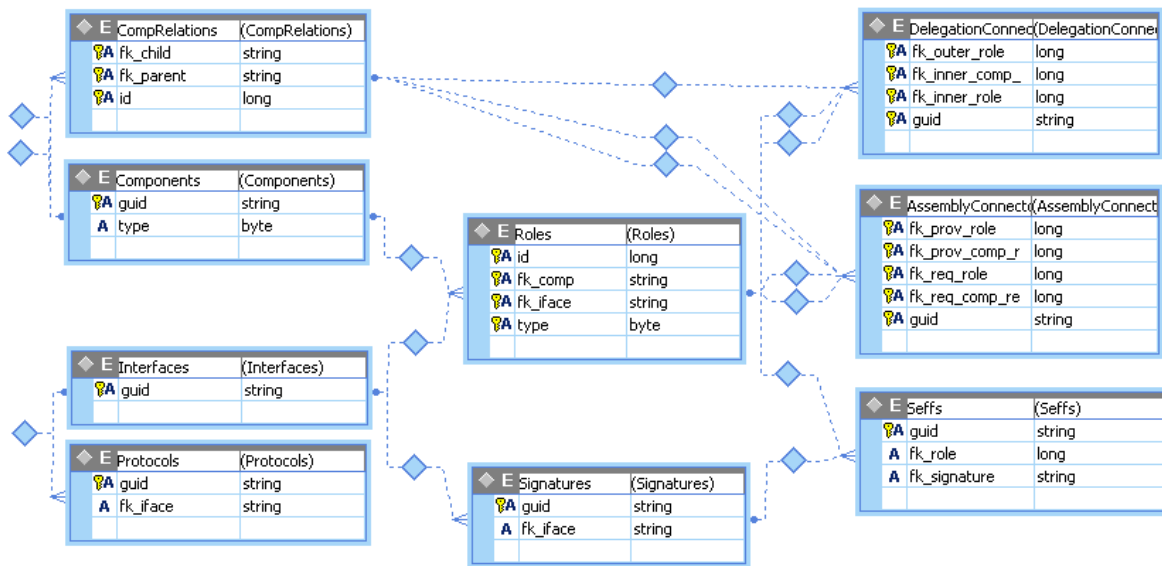 E CompRelations (CompRelations)
A fk_child string
A fk_parent string
A id long
E Components (Components)
A guid string
A type byte
E Interfaces (Interfaces)
A guid string
E Protocols (Protocols)
A guid string
A fk_iface string
E Roles (Roles)
A id long
A fk_comp string
A fk_iface string
A type byte
E Signatures (Signatures)
A guid string
A fk_iface string
E DelegationConnec (DelegationConnec
A fk_outer_role long
A fk_inner_comp_ long
A fk_inner_role long
A guid string
E AssemblyConnecto (AssemblyConnect
A fk_prov_role long
A fk_prov_comp_r long
A fk_req_role long
A fk_req_comp_re long
A guid string
E Seffs (Seffs)
A guid string
A fk_role long
A fk_signature string